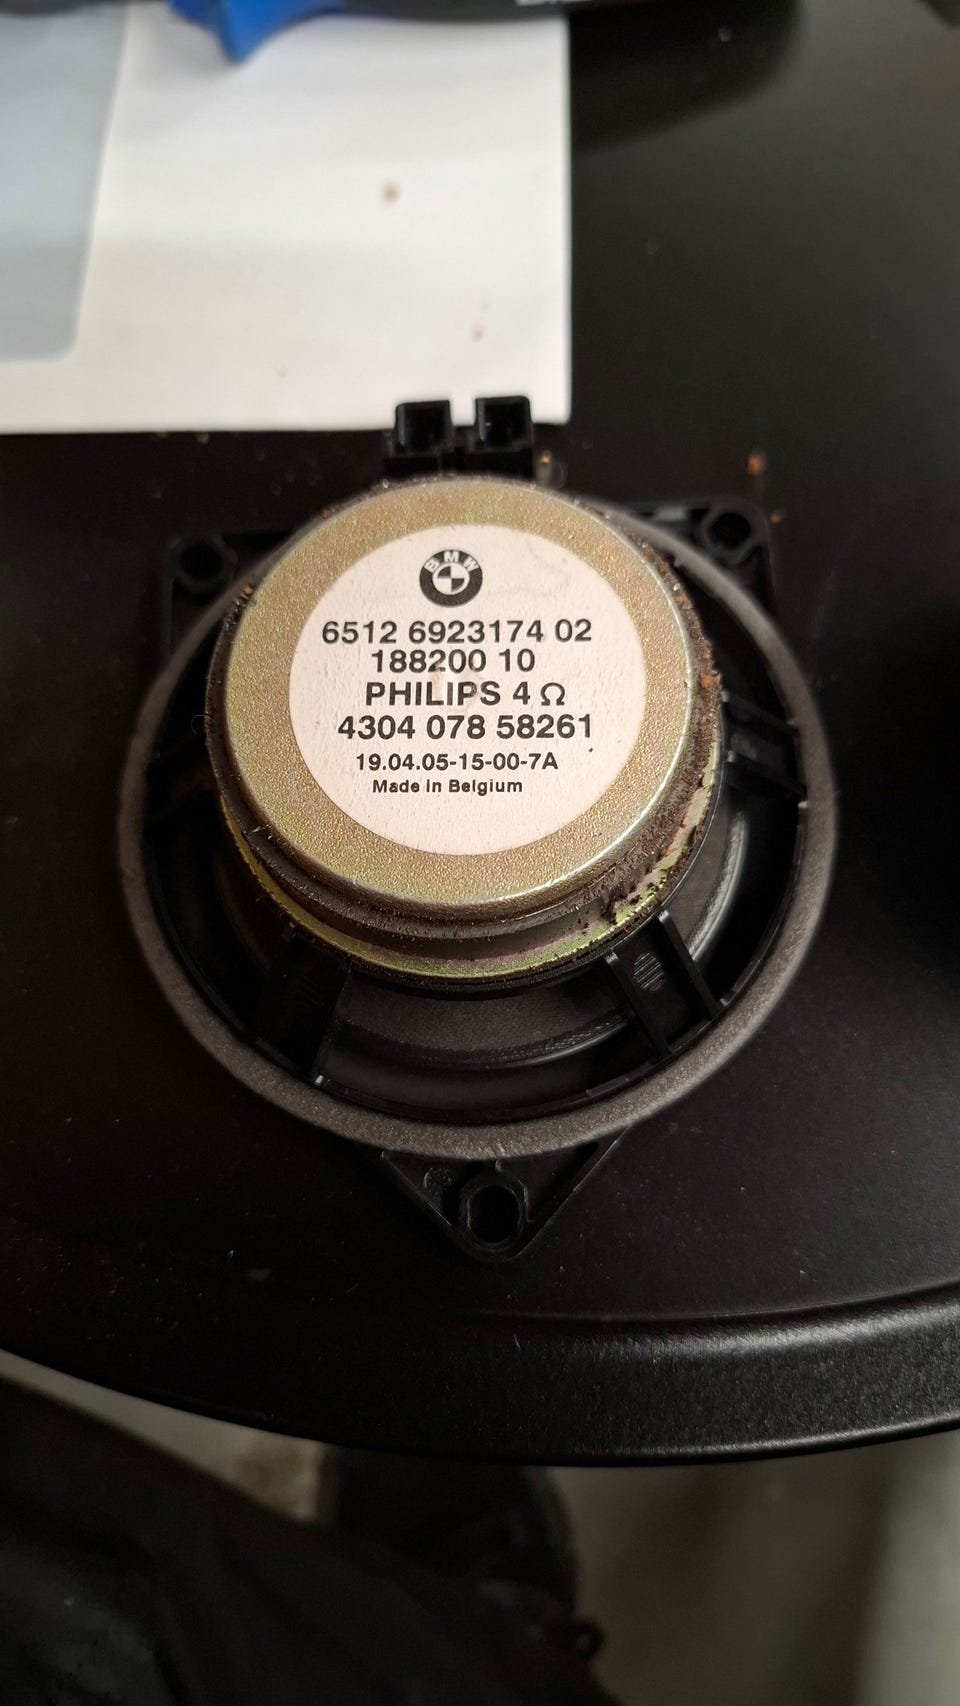 BMW
6512 6923174 02
188200 10
PHILIPS 4 Ω
4304 078 58261
19.04.05-15-00-7A
Made in Belgium